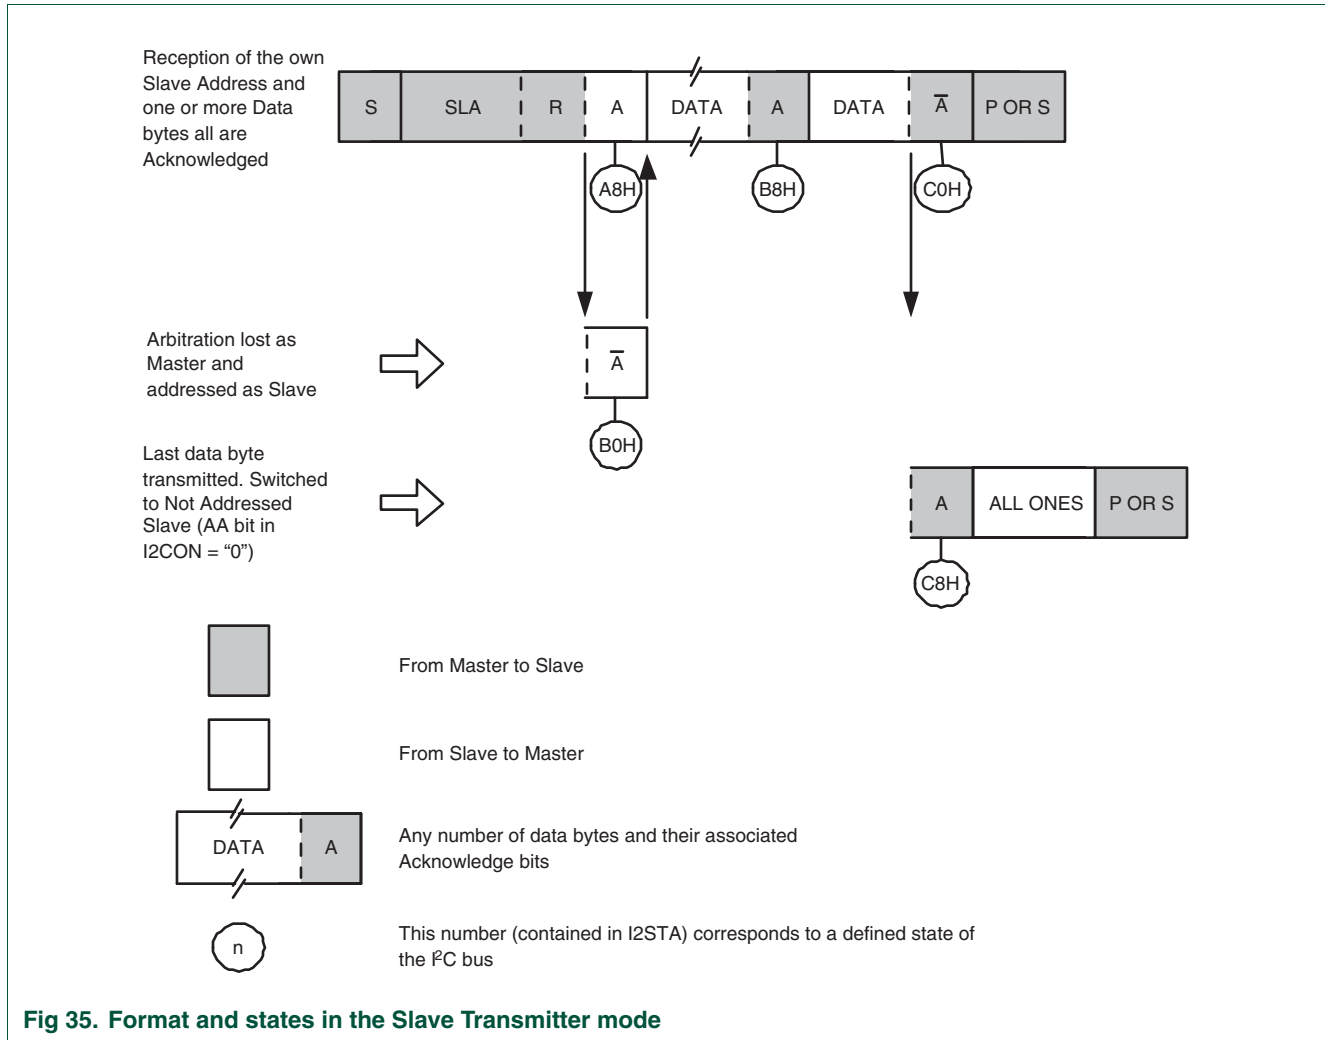 Reception of the own
Slave Address and
one or more Data
bytes all are
Acknowledged
S SLA R A DATA A DATA A̅ P OR S
A8H B8H C0H
Arbitration lost as
Master and
addressed as Slave
A̅
B0H
Last data byte
transmitted. Switched
to Not Addressed
Slave (AA bit in
I2CON = “0”)
A ALL ONES P OR S
C8H
From Master to Slave
From Slave to Master
DATA A
Any number of data bytes and their associated
Acknowledge bits
n
This number (contained in I2STA) corresponds to a defined state of
the I²C bus
Fig 35. Format and states in the Slave Transmitter mode